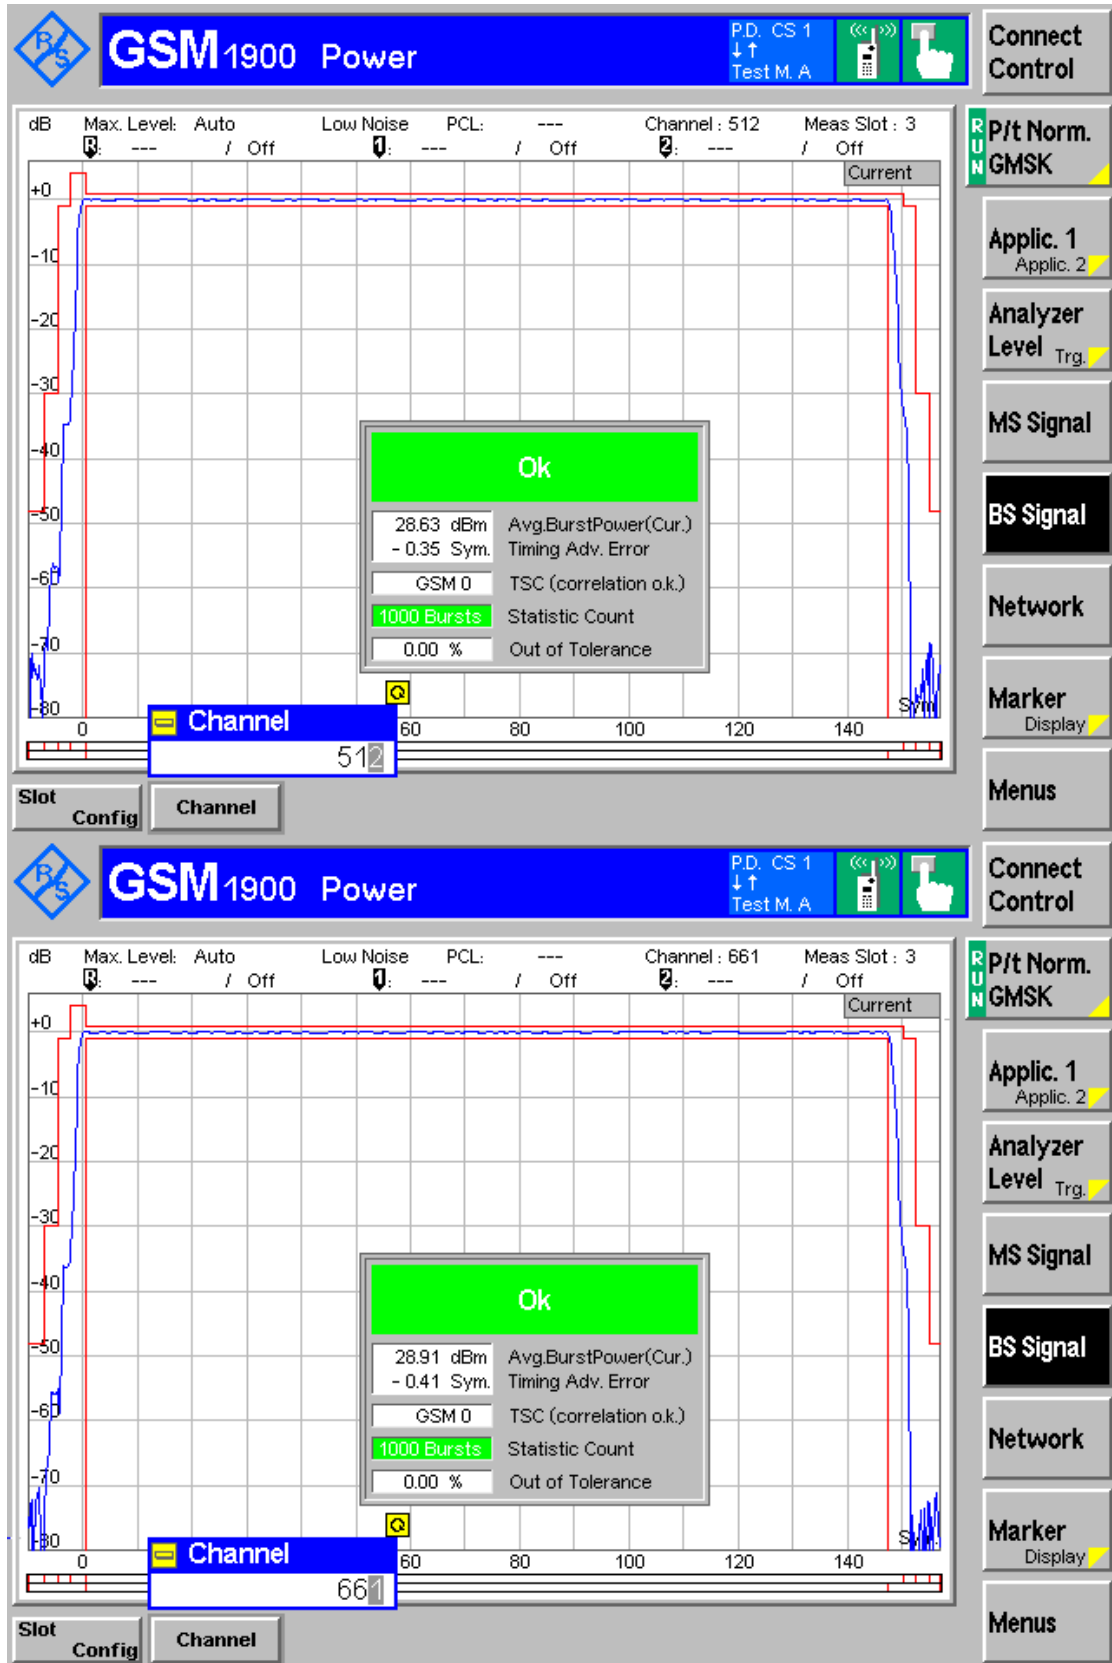 R/S GSM 1900 Power P.D. CS 1 ↓↑ Test M. A
Connect Control
dB Max. Level: Auto Low Noise PCL: --- Channel : 512 Meas Slot : 3
R: --- / Off 1: --- / Off 2: --- / Off
Current
RUN P/t Norm. GMSK
+0
Applic. 1
Applic. 2
-10
-20
Analyzer
Level Trg.
-30
MS Signal
-40
Ok
-50
BS Signal
28.63 dBm Avg.BurstPower(Cur.)
- 0.35 Sym. Timing Adv. Error
-60
GSM 0 TSC (correlation o.k.)
Network
1000 Bursts Statistic Count
-70
0.00 % Out of Tolerance
Marker
Display
-80
Channel
0 60 80 100 120 140
512
Menus
Slot Config
Channel
R/S GSM 1900 Power P.D. CS 1 ↓↑ Test M. A
Connect Control
dB Max. Level: Auto Low Noise PCL: --- Channel : 661 Meas Slot : 3
R: --- / Off 1: --- / Off 2: --- / Off
Current
RUN P/t Norm. GMSK
+0
Applic. 1
Applic. 2
-10
-20
Analyzer
Level Trg.
-30
MS Signal
-40
Ok
-50
BS Signal
28.91 dBm Avg.BurstPower(Cur.)
- 0.41 Sym. Timing Adv. Error
-60
GSM 0 TSC (correlation o.k.)
Network
1000 Bursts Statistic Count
-70
0.00 % Out of Tolerance
Marker
Display
-80
Channel
0 60 80 100 120 140
661
Menus
Slot Config
Channel